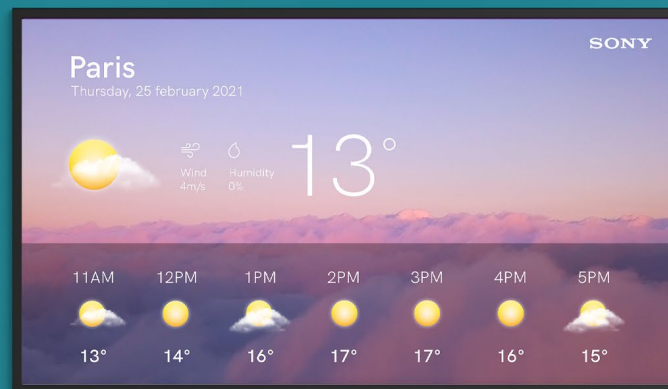 SONY
Paris
Thursday, 25 february 2021
13°
Wind
4m/s
Humidity
0%
11AM 12PM 1PM 2PM 3PM 4PM 5PM
13° 14° 16° 17° 17° 16° 15°